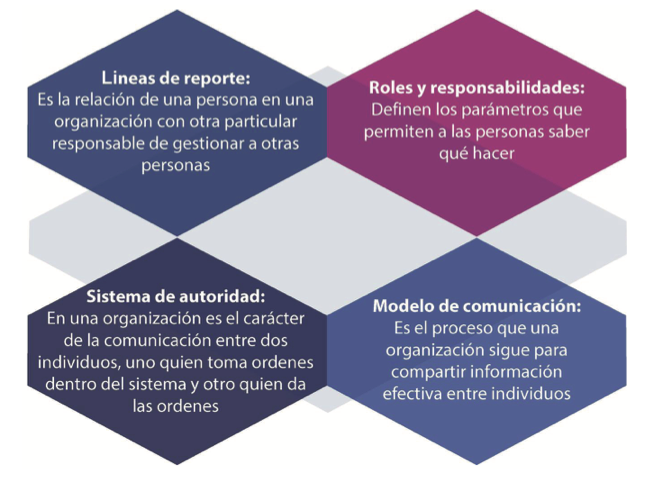 Lineas de reporte:
Es la relación de una persona en una
organización con otra particular
responsable de gestionar a otras
personas
Roles y responsabilidades:
Definen los parámetros que
permiten a las personas saber
qué hacer
Sistema de autoridad:
En una organización es el carácter
de la comunicación entre dos
individuos, uno quien toma ordenes
dentro del sistema y otro quien da
las ordenes
Modelo de comunicación:
Es el proceso que una
organización sigue para
compartir información
efectiva entre individuos